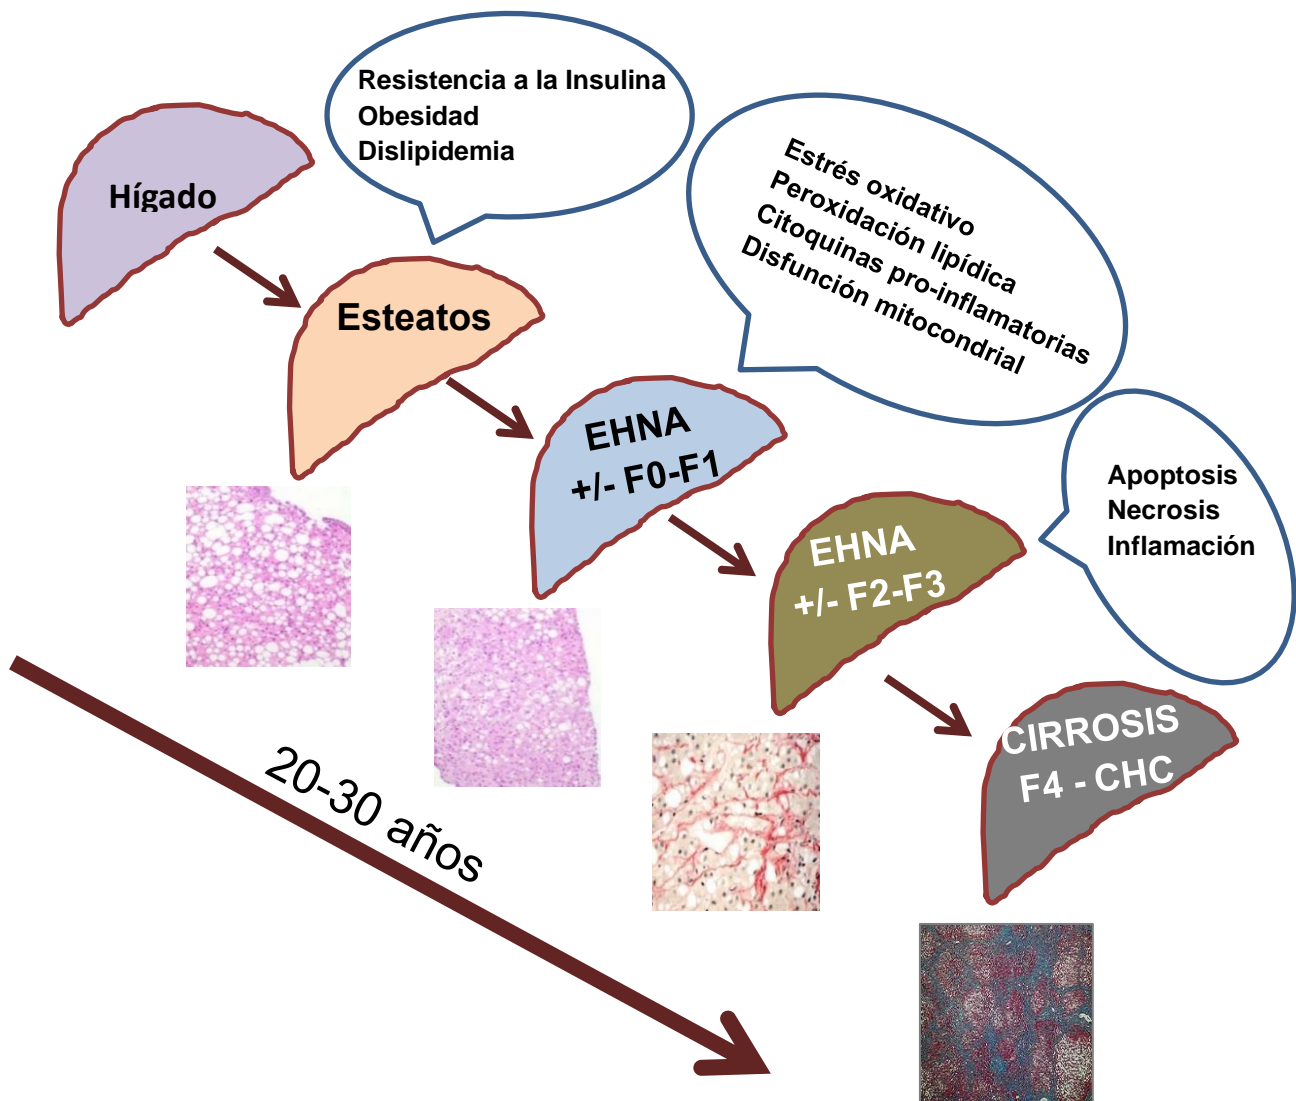 Resistencia a la Insulina
Obesidad
Dislipidemia
Hígado
Estrés oxidativo
Peroxidación lipídica
Citoquinas pro-inflamatorias
Disfunción mitocondrial
Esteatos
EHNA
+/- F0-F1
Apoptosis
Necrosis
Inflamación
EHNA
+/- F2-F3
CIRROSIS
F4 - CHC
20-30 años